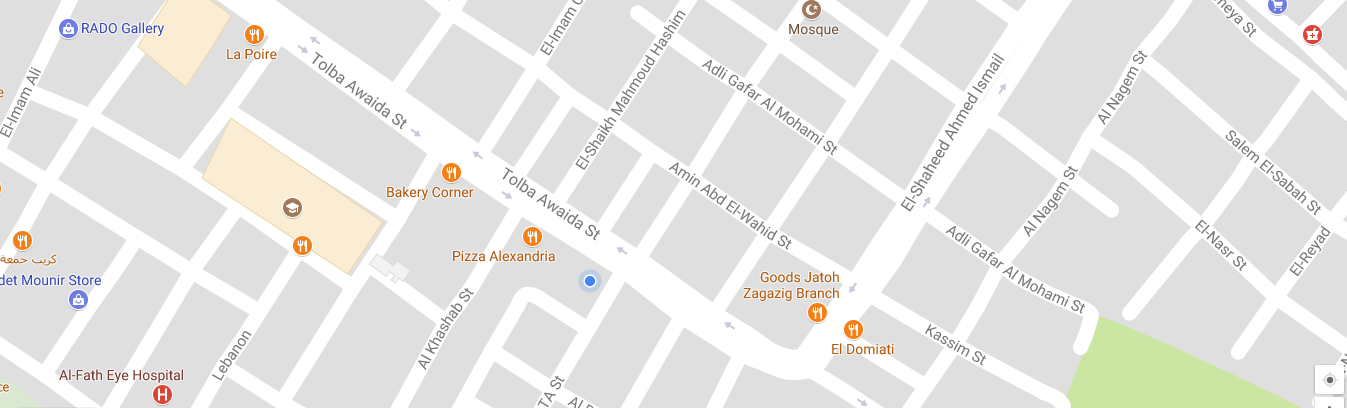 RADO Gallery
La Poire
El-Imam Ali
Tolba Awaida St
El-Shaikh Mahmoud Hashim
Mosque
Adli Gafar Al Mohami St
El-Shaheed Ahmed Ismail
Al Nagem St
Salem El-Sabah St
Bakery Corner
Tolba Awaida St
Amin Abd El-Wahid St
Al Nagem St
Pizza Alexandria
Adli Gafar Al Mohami St
El-Nasr St
El-Reyad
كريب جمعة
Mounir Store
Goods Jatoh
Zagazig Branch
El Domiati
Kassim St
Al Khashab St
Lebanon
Al-Fath Eye Hospital